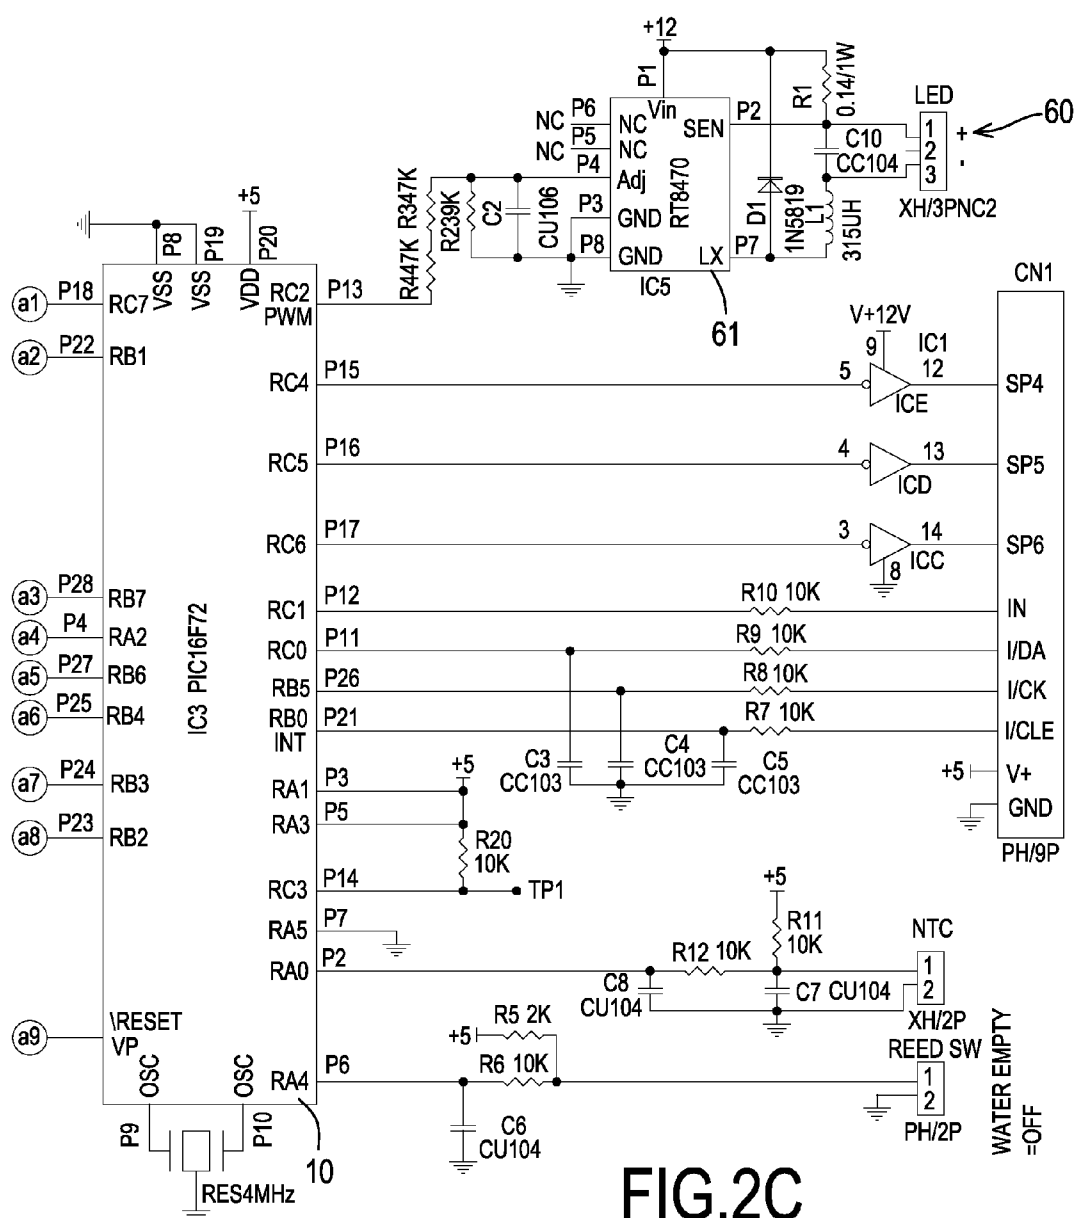 +12
P1
Vin
R1
0.14/1W
LED
60
P6
NC
NC
P5
NC
NC
P4
Adj
P3
GND
P8
GND
SEN
P2
RT8470
LX
P7
IC5
61
D1
1N5819
C10
CC104
L1
315UH
1
2
3
+
-
XH/3PNC2
R347K
R239K
R447K
C2
CU106
+5
P8
P19
P20
VSS
VSS
VDD
a1
P18
RC7
a2
P22
RB1
a3
P28
RB7
a4
P4
RA2
a5
P27
RB6
a6
P25
RB4
a7
P24
RB3
a8
P23
RB2
a9
\RESET
VP
IC3 PIC16F72
RC2
PWM
P13
RC4
P15
RC5
P16
RC6
P17
RC1
P12
RC0
P11
RB5
P26
RB0
INT
P21
RA1
P3
RA3
P5
RC3
P14
RA5
P7
RA0
P2
RA4
P6
OSC
OSC
P9
P10
RES4MHz
10
V+12V
9
IC1
5
12
ICE
4
13
ICD
3
14
ICC
8
CN1
SP4
SP5
SP6
IN
I/DA
I/CK
I/CLE
V+
GND
+5
PH/9P
R10 10K
R9 10K
R8 10K
R7 10K
C3
CC103
C4
CC103
C5
CC103
+5
R20
10K
TP1
+5
R11
10K
R12 10K
C8
CU104
C7 CU104
NTC
1
2
XH/2P
R5 2K
+5
R6 10K
C6
CU104
REED SW
1
2
PH/2P
WATER EMPTY
=OFF
FIG.2C